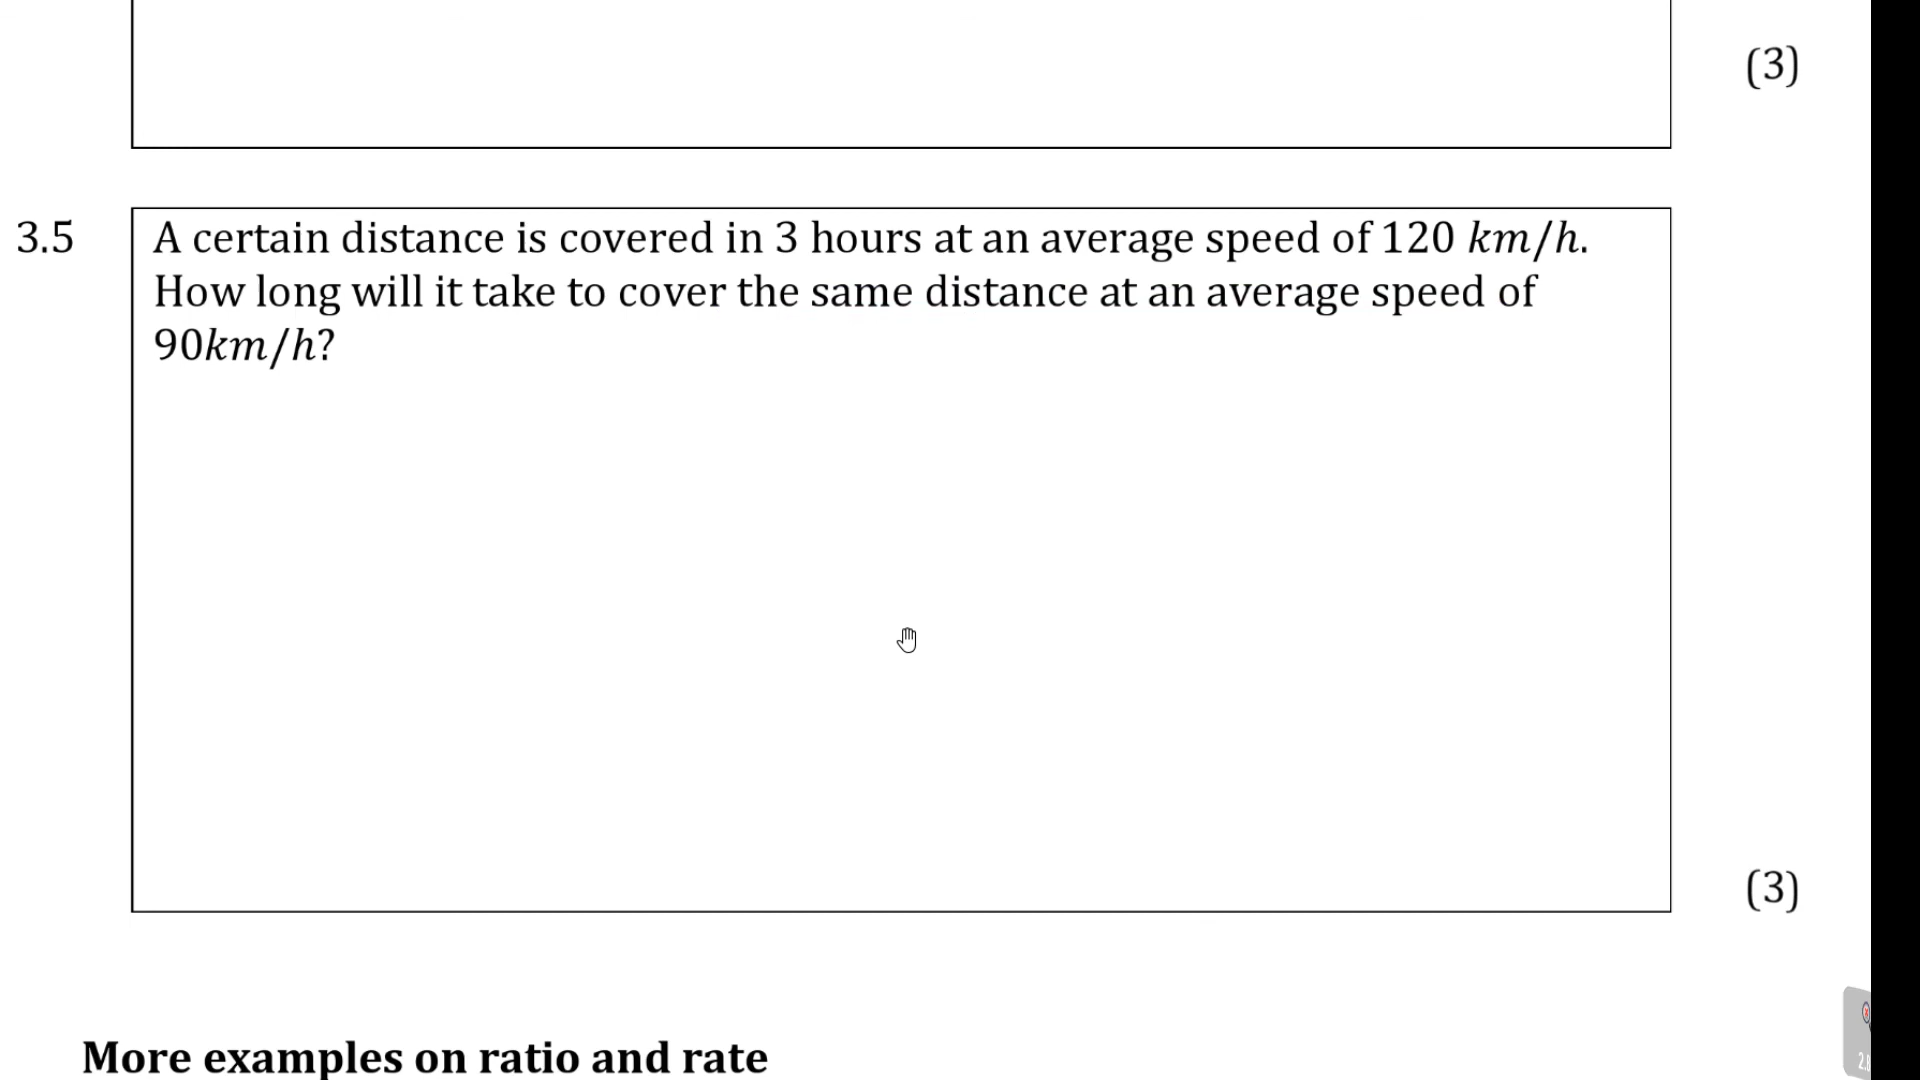 (3)
3.5 A certain distance is covered in 3 hours at an average speed of 120 km/h.
How long will it take to cover the same distance at an average speed of
90km/h?
(3)
More examples on ratio and rate